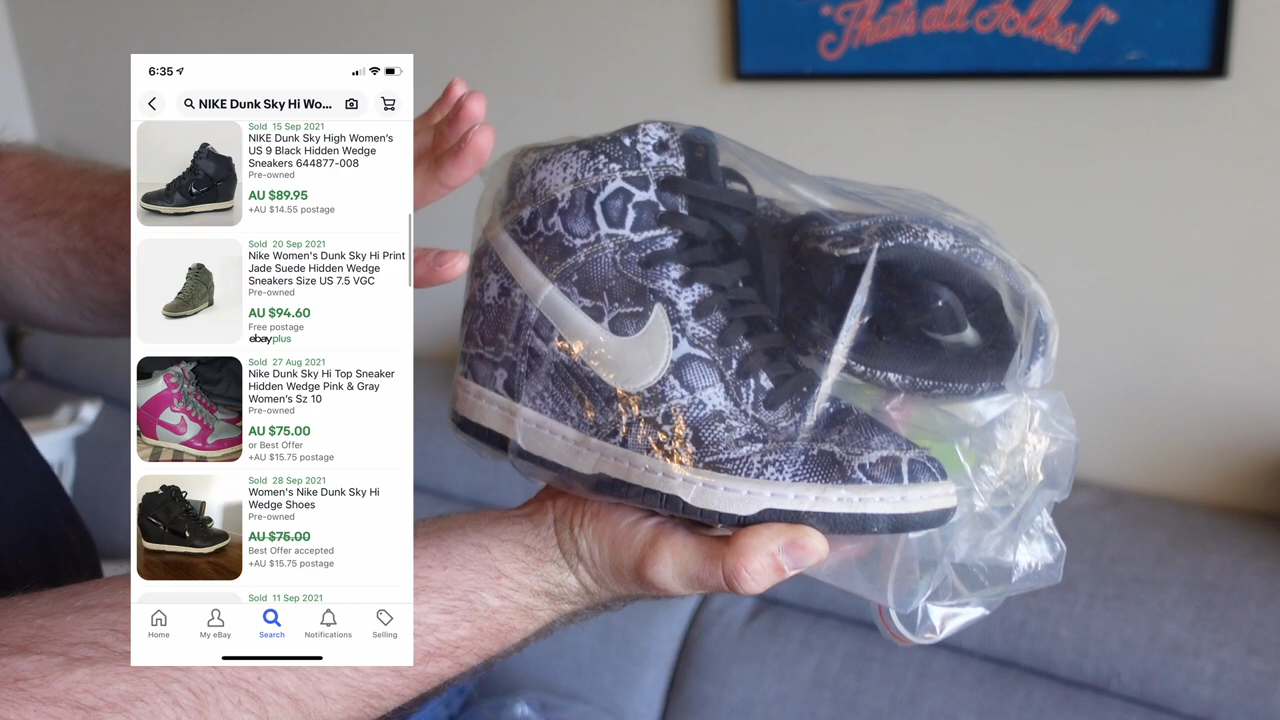 "That's all Folks!"
6:35
NIKE Dunk Sky Hi Wo...
Sold 15 Sep 2021
NIKE Dunk Sky High Women's
US 9 Black Hidden Wedge
Sneakers 644877-008
Pre-owned
AU $89.95
+AU $14.55 postage
Sold 20 Sep 2021
Nike Women's Dunk Sky Hi Print
Jade Suede Hidden Wedge
Sneakers Size US 7.5 VGC
Pre-owned
AU $94.60
Free postage
ebayplus
Sold 27 Aug 2021
Nike Dunk Sky Hi Top Sneaker
Hidden Wedge Pink & Gray
Women's Sz 10
Pre-owned
AU $75.00
or Best Offer
+AU $15.75 postage
Sold 28 Sep 2021
Women's Nike Dunk Sky Hi
Wedge Shoes
Pre-owned
AU $75.00
Best Offer accepted
+AU $15.75 postage
Sold 11 Sep 2021
Home
My eBay
Search
Notifications
Selling